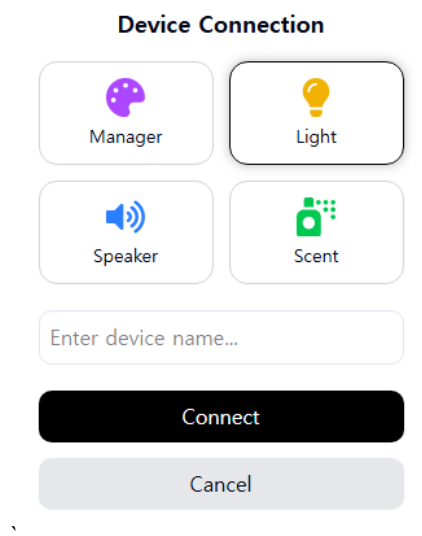 Device Connection
Manager Light
Speaker Scent
Enter device name...
Connect
Cancel
`